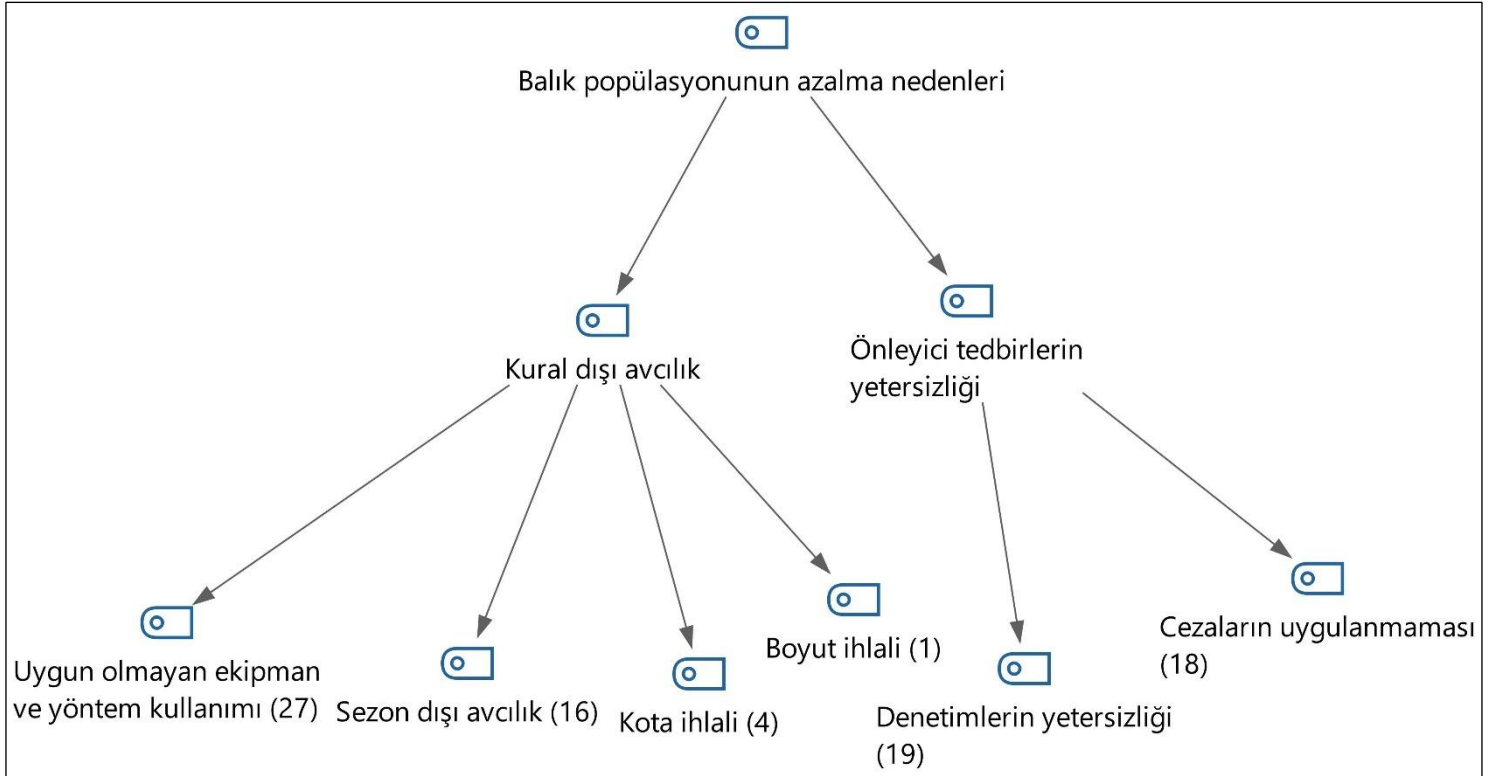 Balık popülasyonunun azalma nedenleri
Kural dışı avcılık
Önleyici tedbirlerin
yetersizliği
Uygun olmayan ekipman
ve yöntem kullanımı (27)
Sezon dışı avcılık (16)
Kota ihlali (4)
Boyut ihlali (1)
Denetimlerin yetersizliği
(19)
Cezaların uygulanmaması
(18)